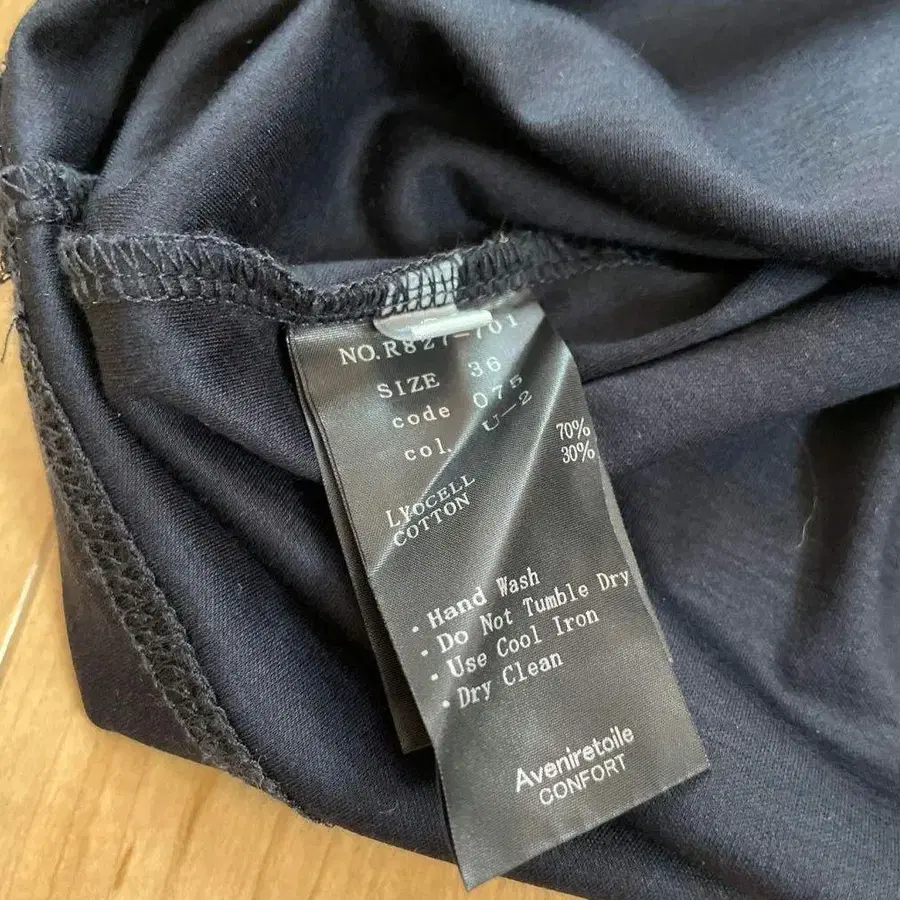 NO.R827-701
SIZE 36
code 075
col. U-2
LYOCELL 70%
COTTON 30%
・Hand Wash
・Do Not Tumble Dry
・Use Cool Iron
・Dry Clean
Aveniretoile
CONFORT